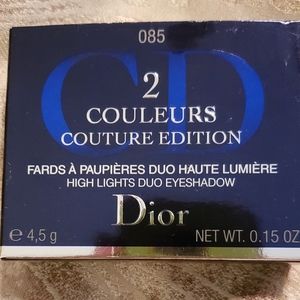 085
CD
2
COULEURS
COUTURE EDITION
FARDS À PAUPIÈRES DUO HAUTE LUMIÈRE
HIGH LIGHTS DUO EYESHADOW
Dior
e 4,5 g NET WT. 0.15 OZ